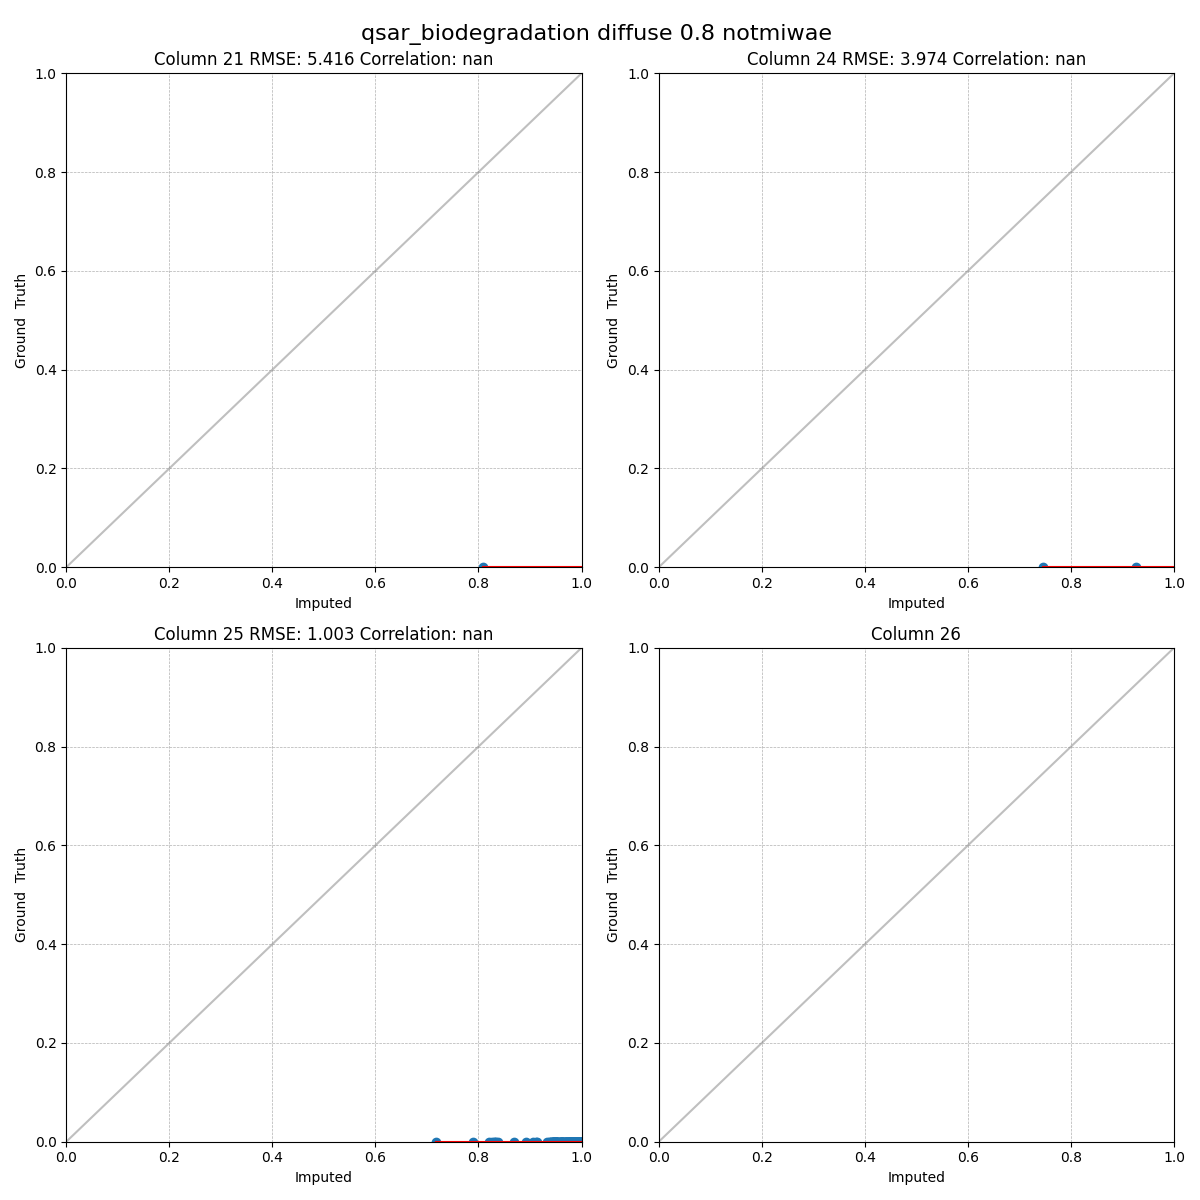 qsar_biodegradation diffuse 0.8 notmiwae
Column 21 RMSE: 5.416 Correlation: nan
1.0
0.8
0.6
0.4
0.2
0.0
Ground Truth
0.0 0.2 0.4 0.6 0.8 1.0
Imputed
Column 24 RMSE: 3.974 Correlation: nan
1.0
0.8
0.6
0.4
0.2
0.0
Ground Truth
0.0 0.2 0.4 0.6 0.8 1.0
Imputed
Column 25 RMSE: 1.003 Correlation: nan
1.0
0.8
0.6
0.4
0.2
0.0
Ground Truth
0.0 0.2 0.4 0.6 0.8 1.0
Imputed
Column 26
1.0
0.8
0.6
0.4
0.2
0.0
Ground Truth
0.0 0.2 0.4 0.6 0.8 1.0
Imputed